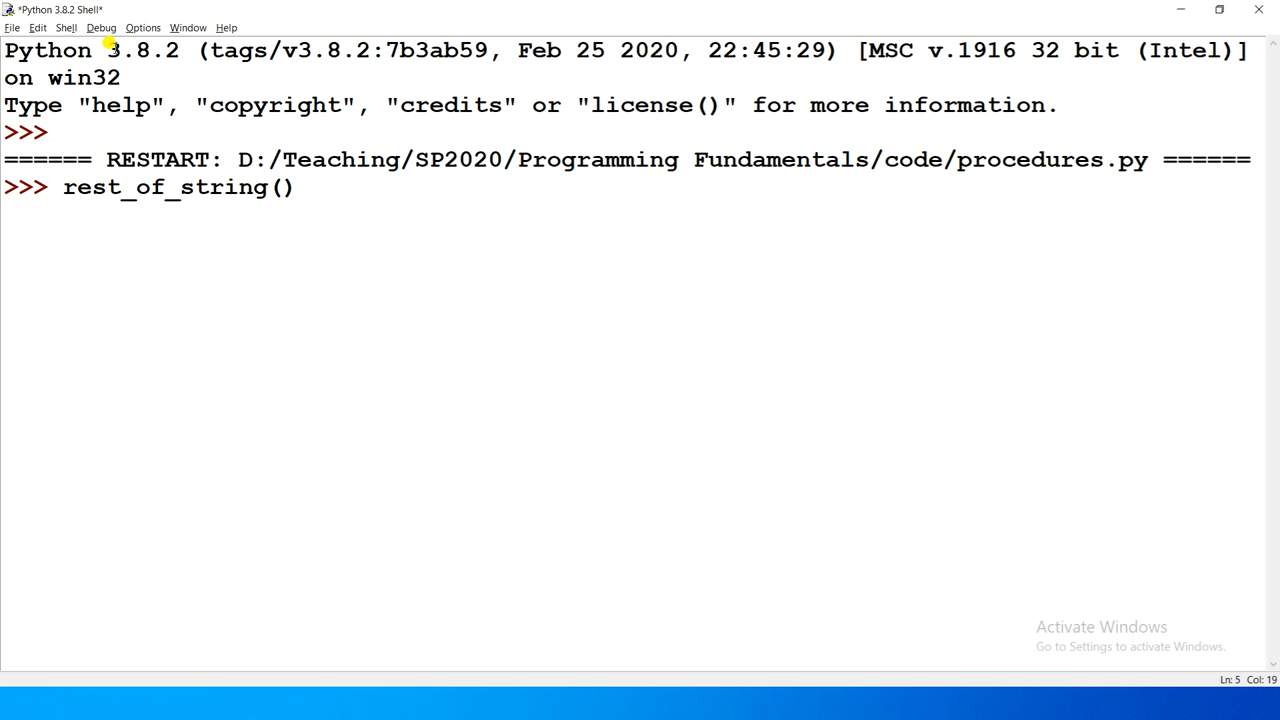 *Python 3.8.2 Shell*
File Edit Shell Debug Options Window Help
Python 3.8.2 (tags/v3.8.2:7b3ab59, Feb 25 2020, 22:45:29) [MSC v.1916 32 bit (Intel)]
on win32
Type "help", "copyright", "credits" or "license()" for more information.
>>>
====== RESTART: D:/Teaching/SP2020/Programming Fundamentals/code/procedures.py ======
>>> rest_of_string()
Activate Windows
Go to Settings to activate Windows.
Ln: 5 Col: 19